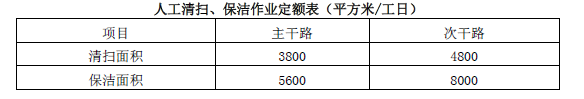 人工清扫、保洁作业定额表（平方米/工日）
项目 主干路 次干路
清扫面积 3800 4800
保洁面积 5600 8000